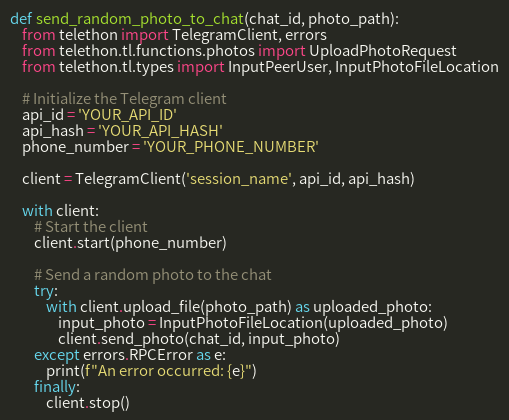 def send_random_photo_to_chat(chat_id, photo_path):
    from telethon import TelegramClient, errors
    from telethon.tl.functions.photos import UploadPhotoRequest
    from telethon.tl.types import InputPeerUser, InputPhotoFileLocation

    # Initialize the Telegram client
    api_id = 'YOUR_API_ID'
    api_hash = 'YOUR_API_HASH'
    phone_number = 'YOUR_PHONE_NUMBER'

    client = TelegramClient('session_name', api_id, api_hash)

    with client:
        # Start the client
        client.start(phone_number)

        # Send a random photo to the chat
        try:
            with client.upload_file(photo_path) as uploaded_photo:
                input_photo = InputPhotoFileLocation(uploaded_photo)
                client.send_photo(chat_id, input_photo)
        except errors.RPCError as e:
            print(f"An error occurred: {e}")
        finally:
            client.stop()